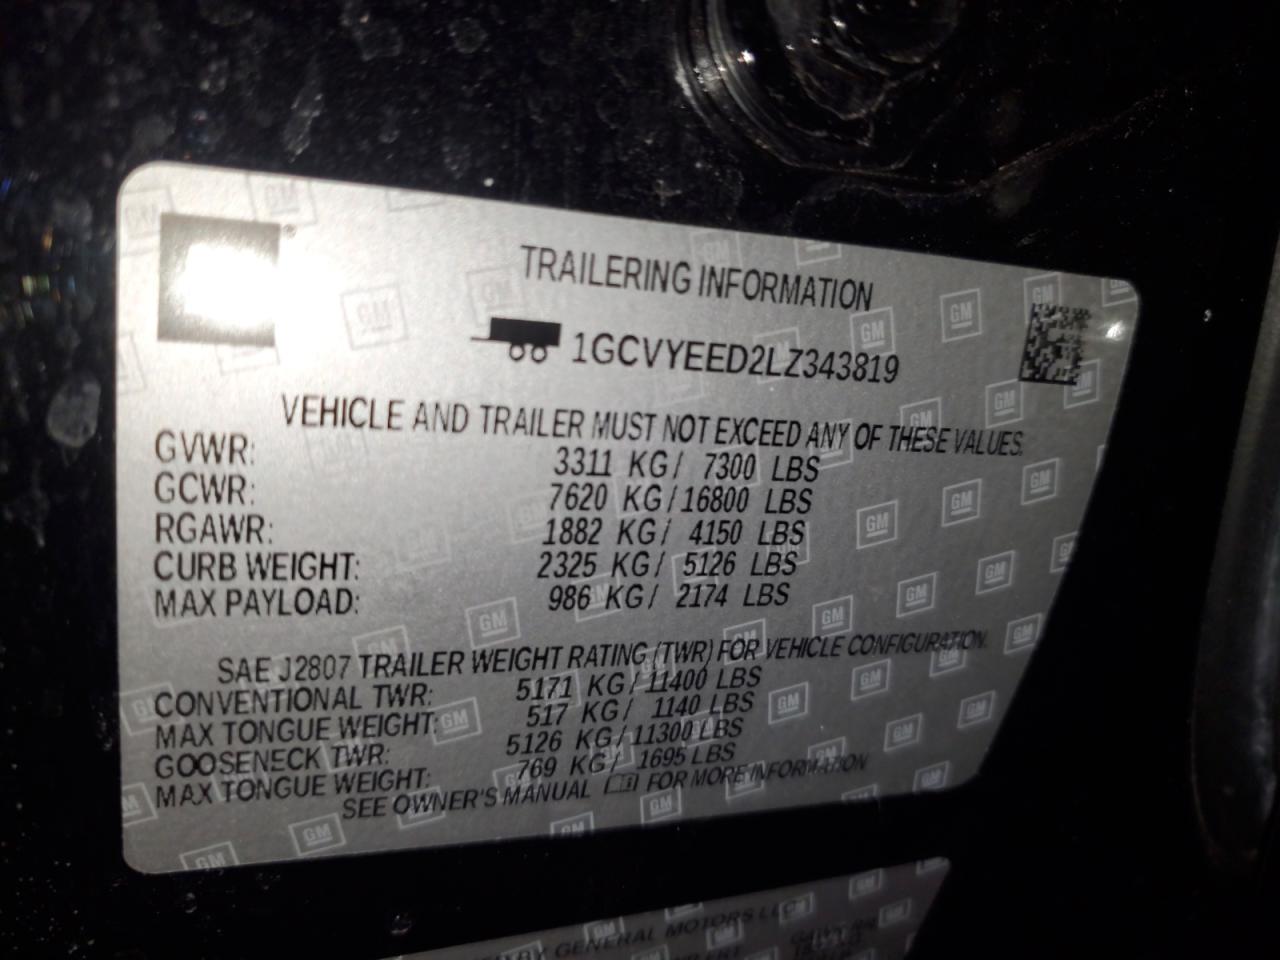 TRAILERING INFORMATION
1GCVYEED2LZ343819
VEHICLE AND TRAILER MUST NOT EXCEED ANY OF THESE VALUES.
GVWR: 3311 KG/ 7300 LBS
GCWR: 7620 KG/16800 LBS
RGAWR: 1882 KG/ 4150 LBS
CURB WEIGHT: 2325 KG/ 5126 LBS
MAX PAYLOAD: 986 KG/ 2174 LBS
SAE J2807 TRAILER WEIGHT RATING (TWR) FOR VEHICLE CONFIGURATION.
CONVENTIONAL TWR: 5171 KG/11400 LBS
MAX TONGUE WEIGHT: 517 KG/ 1140 LBS
GOOSENECK TWR: 5126 KG/11300 LBS
MAX TONGUE WEIGHT: 769 KG/ 1695 LBS
SEE OWNER'S MANUAL FOR MORE INFORMATION
BY GENERAL MOTORS LLC